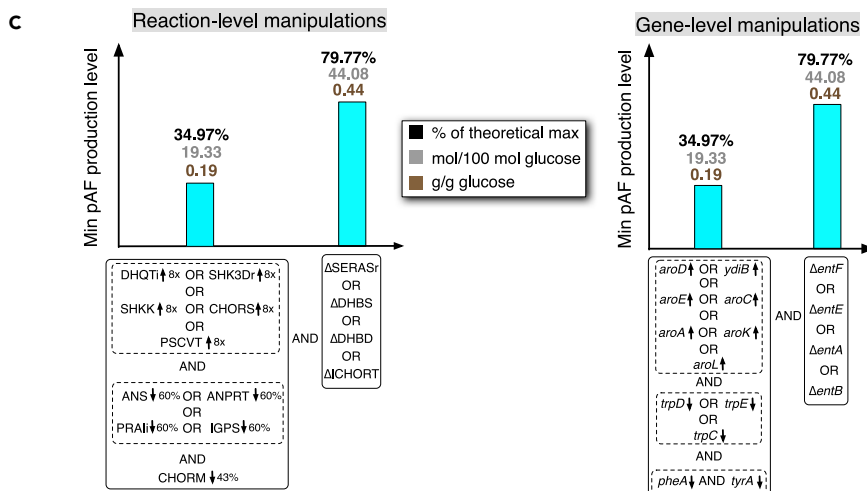 C
Reaction-level manipulations
Min pAF production level
34.97%
19.33
0.19
79.77%
44.08
0.44
% of theoretical max
mol/100 mol glucose
g/g glucose
DHQTi↑8x OR SHK3Dr↑8x
OR
SHKK↑8x OR CHORS↑8x
OR
PSCVT↑8x
AND
ANS↓60% OR ANPRT↓60%
OR
PRAIi↓60% OR IGPS↓60%
AND
CHORM↓43%
AND
ΔSERASr
OR
ΔDHBS
OR
ΔDHBD
OR
ΔICHORT
Gene-level manipulations
Min pAF production level
34.97%
19.33
0.19
79.77%
44.08
0.44
aroD↑ OR ydiB↑
OR
aroE↑ OR aroC↑
OR
aroA↑ OR aroK↑
OR
aroL↑
AND
trpD↓ OR trpE↓
OR
trpC↓
AND
pheA↓ AND tyrA↓
AND
ΔentF
OR
ΔentE
OR
ΔentA
OR
ΔentB